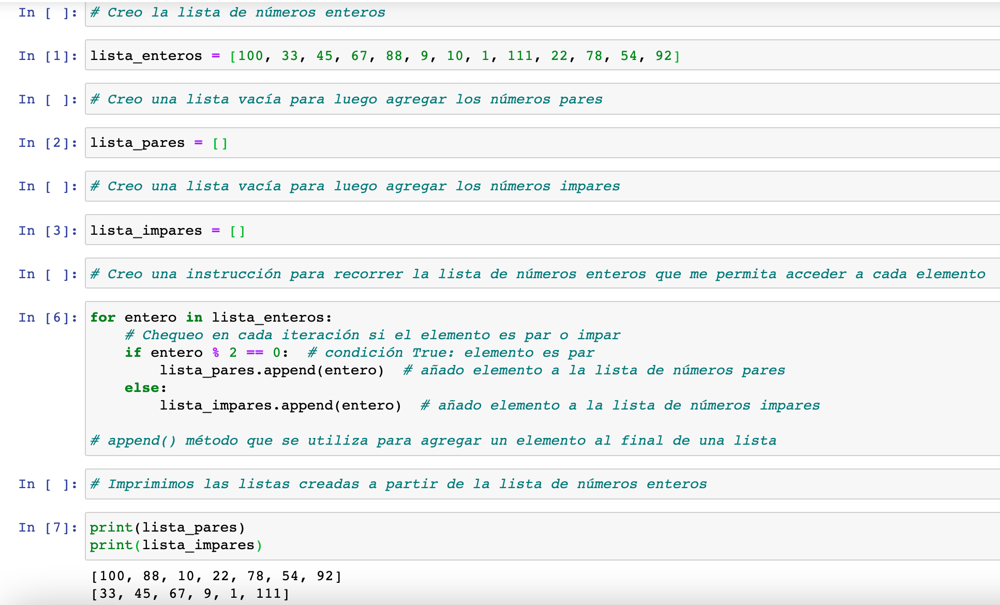 In [ ]: # Creo la lista de números enteros
In [1]: lista_enteros = [100, 33, 45, 67, 88, 9, 10, 1, 111, 22, 78, 54, 92]
In [ ]: # Creo una lista vacía para luego agregar los números pares
In [2]: lista_pares = []
In [ ]: # Creo una lista vacía para luego agregar los números impares
In [3]: lista_impares = []
In [ ]: # Creo una instrucción para recorrer la lista de números enteros que me permita acceder a cada elemento
In [6]: for entero in lista_enteros:
    # Chequeo en cada iteración si el elemento es par o impar
    if entero % 2 == 0:  # condición True: elemento es par
        lista_pares.append(entero)  # añado elemento a la lista de números pares
    else:
        lista_impares.append(entero)  # añado elemento a la lista de números impares
# append() método que se utiliza para agregar un elemento al final de una lista
In [ ]: # Imprimimos las listas creadas a partir de la lista de números enteros
In [7]: print(lista_pares)
print(lista_impares)
[100, 88, 10, 22, 78, 54, 92]
[33, 45, 67, 9, 1, 111]